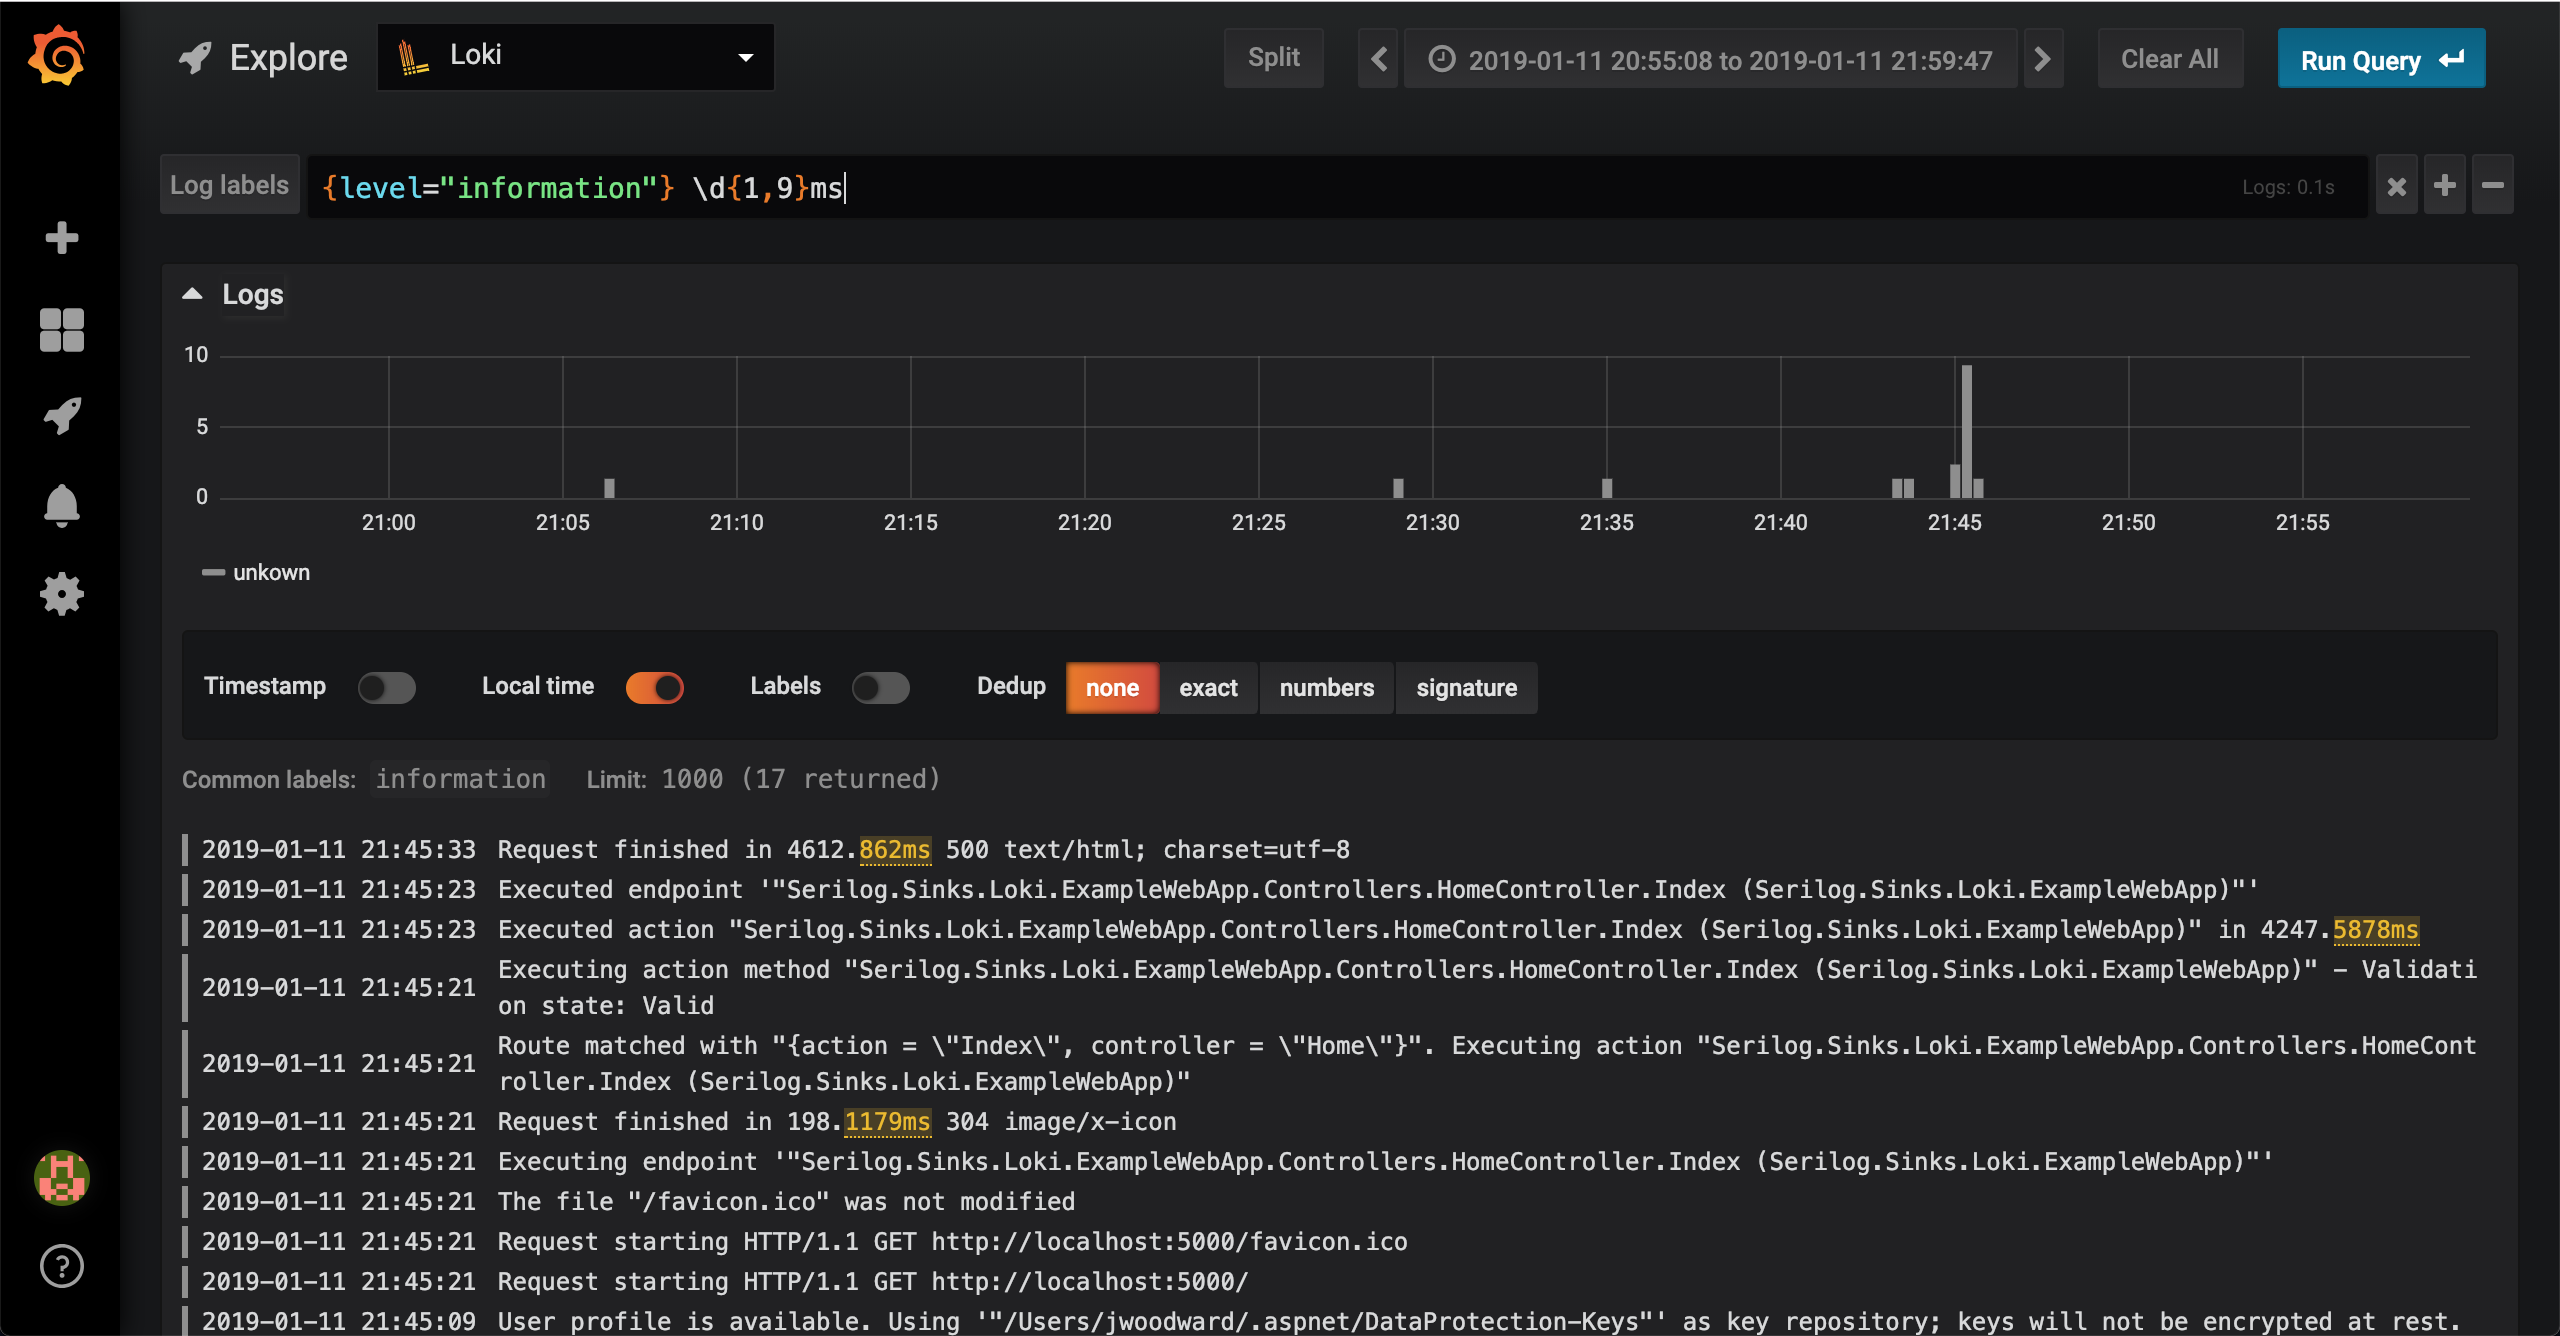 Explore
Loki
Split
2019-01-11 20:55:08 to 2019-01-11 21:59:47
Clear All
Run Query
Log labels
{level="information"} \d{1,9}ms
Logs: 0.1s
Logs
10
5
0
21:00 21:05 21:10 21:15 21:20 21:25 21:30 21:35 21:40 21:45 21:50 21:55
unkown
Timestamp Local time Labels Dedup none exact numbers signature
Common labels: information Limit: 1000 (17 returned)
2019-01-11 21:45:33 Request finished in 4612.862ms 500 text/html; charset=utf-8
2019-01-11 21:45:23 Executed endpoint '"Serilog.Sinks.Loki.ExampleWebApp.Controllers.HomeController.Index (Serilog.Sinks.Loki.ExampleWebApp)"'
2019-01-11 21:45:23 Executed action "Serilog.Sinks.Loki.ExampleWebApp.Controllers.HomeController.Index (Serilog.Sinks.Loki.ExampleWebApp)" in 4247.5878ms
2019-01-11 21:45:21 Executing action method "Serilog.Sinks.Loki.ExampleWebApp.Controllers.HomeController.Index (Serilog.Sinks.Loki.ExampleWebApp)" - Validati
on state: Valid
2019-01-11 21:45:21 Route matched with "{action = \"Index\", controller = \"Home\"}". Executing action "Serilog.Sinks.Loki.ExampleWebApp.Controllers.HomeCont
roller.Index (Serilog.Sinks.Loki.ExampleWebApp)"
2019-01-11 21:45:21 Request finished in 198.1179ms 304 image/x-icon
2019-01-11 21:45:21 Executing endpoint '"Serilog.Sinks.Loki.ExampleWebApp.Controllers.HomeController.Index (Serilog.Sinks.Loki.ExampleWebApp)"'
2019-01-11 21:45:21 The file "/favicon.ico" was not modified
2019-01-11 21:45:21 Request starting HTTP/1.1 GET http://localhost:5000/favicon.ico
2019-01-11 21:45:21 Request starting HTTP/1.1 GET http://localhost:5000/
2019-01-11 21:45:09 User profile is available. Using '"/Users/jwoodward/.aspnet/DataProtection-Keys"' as key repository; keys will not be encrypted at rest.